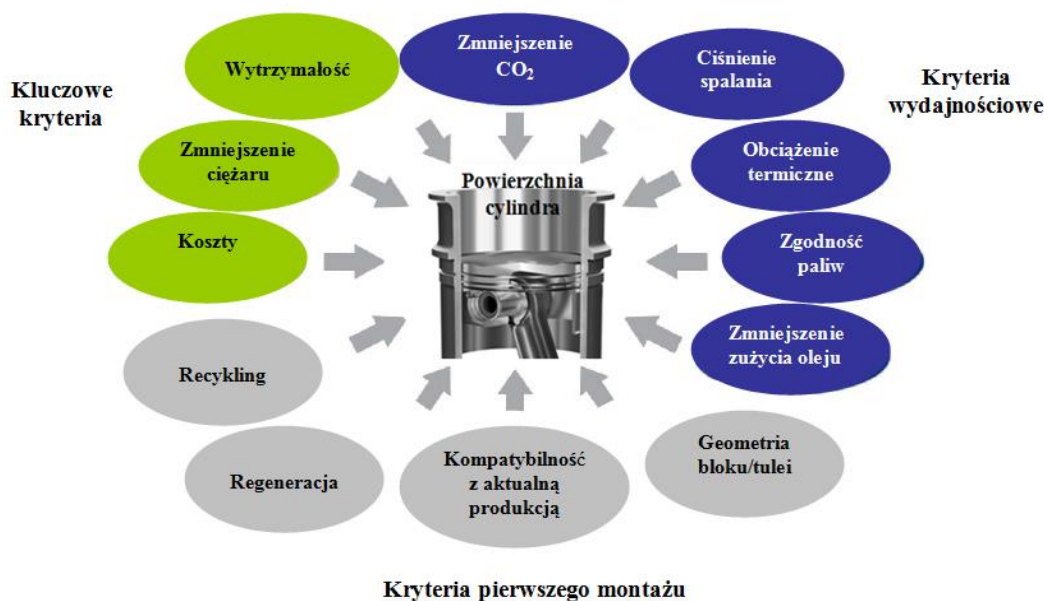 Zmniejszenie
CO2
Wytrzymałość
Ciśnienie
spalania
Kluczowe
kryteria
Kryteria
wydajnościowe
Zmniejszenie
ciężaru
Obciążenie
termiczne
Powierzchnia
cylindra
Koszty
Zgodność
paliw
Zmniejszenie
zużycia oleju
Recykling
Geometria
bloku/tulei
Regeneracja
Kompatybilność
z aktualną
produkcją
Kryteria pierwszego montażu